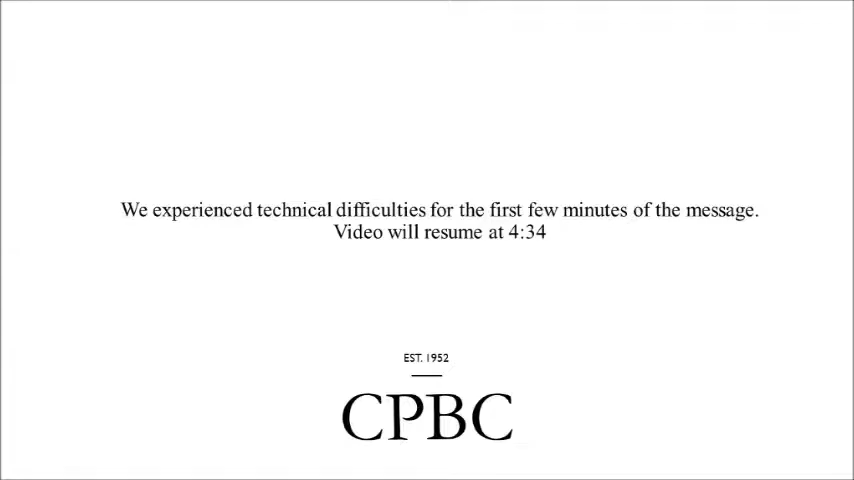 We experienced technical difficulties for the first few minutes of the message.
Video will resume at 4:34
EST. 1952
CPBC